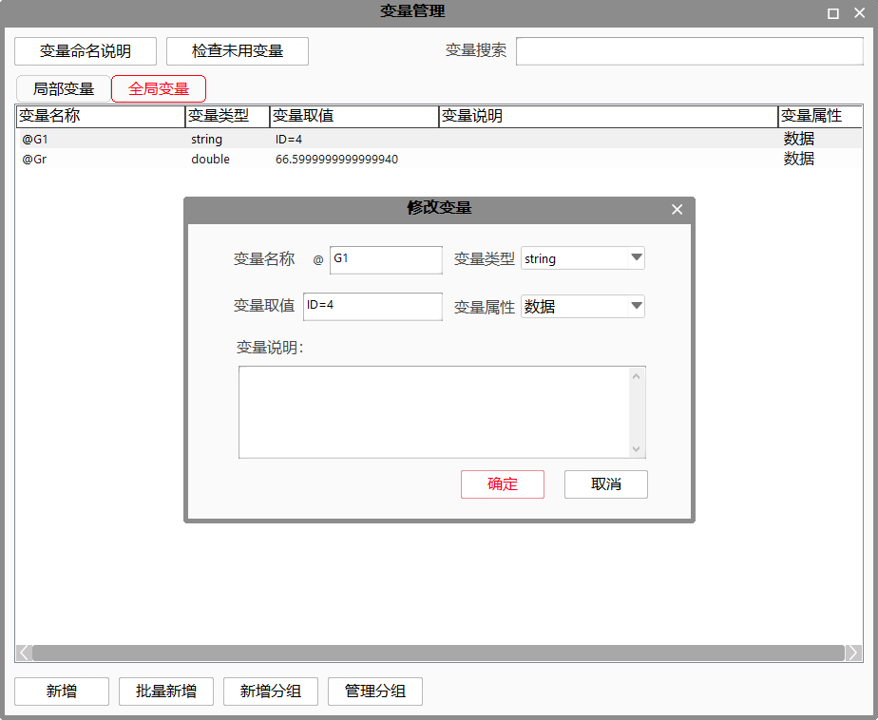 变量管理
变量命名说明 检查未用变量 变量搜索
局部变量 全局变量
变量名称 变量类型 变量取值 变量说明 变量属性
@G1 string ID=4 数据
@Gr double 66.5999999999999940 数据
修改变量
变量名称 @ G1 变量类型 string
变量取值 ID=4 变量属性 数据
变量说明：
确定 取消
新增 批量新增 新增分组 管理分组